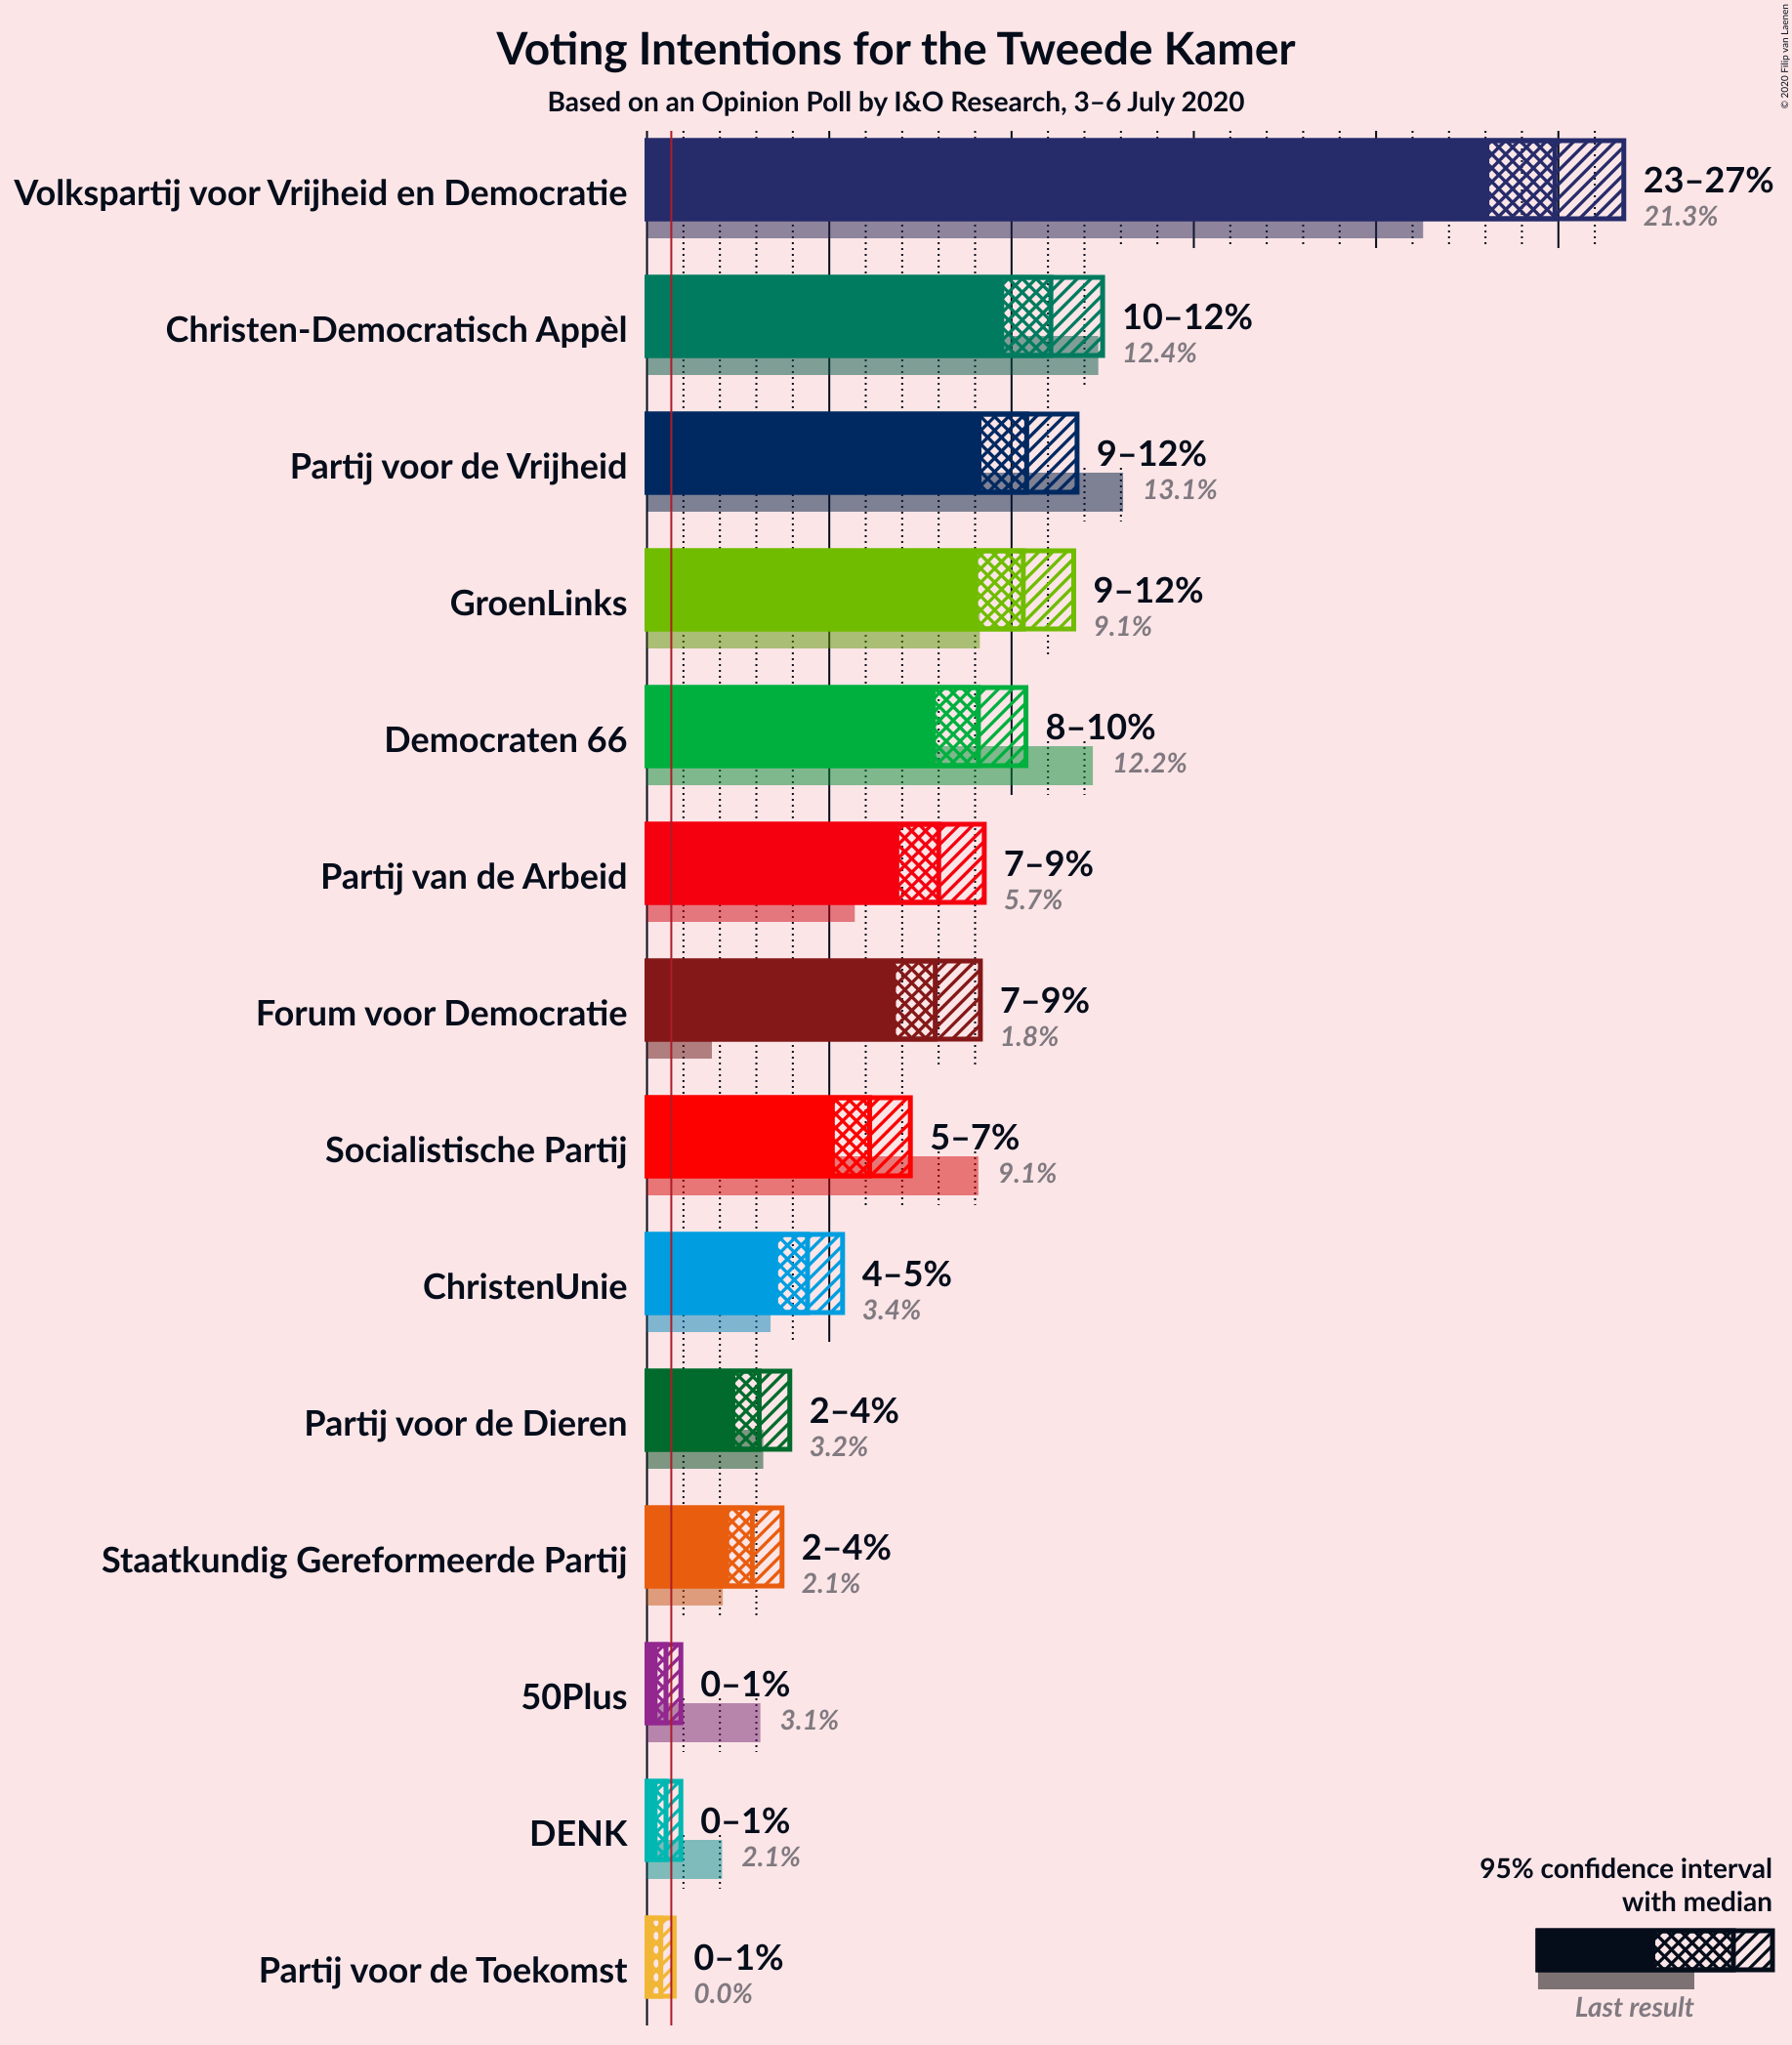 Voting Intentions for the Tweede Kamer
Based on an Opinion Poll by I&O Research, 3–6 July 2020
© 2020 Filip van Laenen
Volkspartij voor Vrijheid en Democratie
23–27%
21.3%
Christen-Democratisch Appèl
10–12%
12.4%
Partij voor de Vrijheid
9–12%
13.1%
GroenLinks
9–12%
9.1%
Democraten 66
8–10%
12.2%
Partij van de Arbeid
7–9%
5.7%
Forum voor Democratie
7–9%
1.8%
Socialistische Partij
5–7%
9.1%
ChristenUnie
4–5%
3.4%
Partij voor de Dieren
2–4%
3.2%
Staatkundig Gereformeerde Partij
2–4%
2.1%
50Plus
0–1%
3.1%
DENK
0–1%
2.1%
Partij voor de Toekomst
0–1%
0.0%
95% confidence interval
with median
Last result